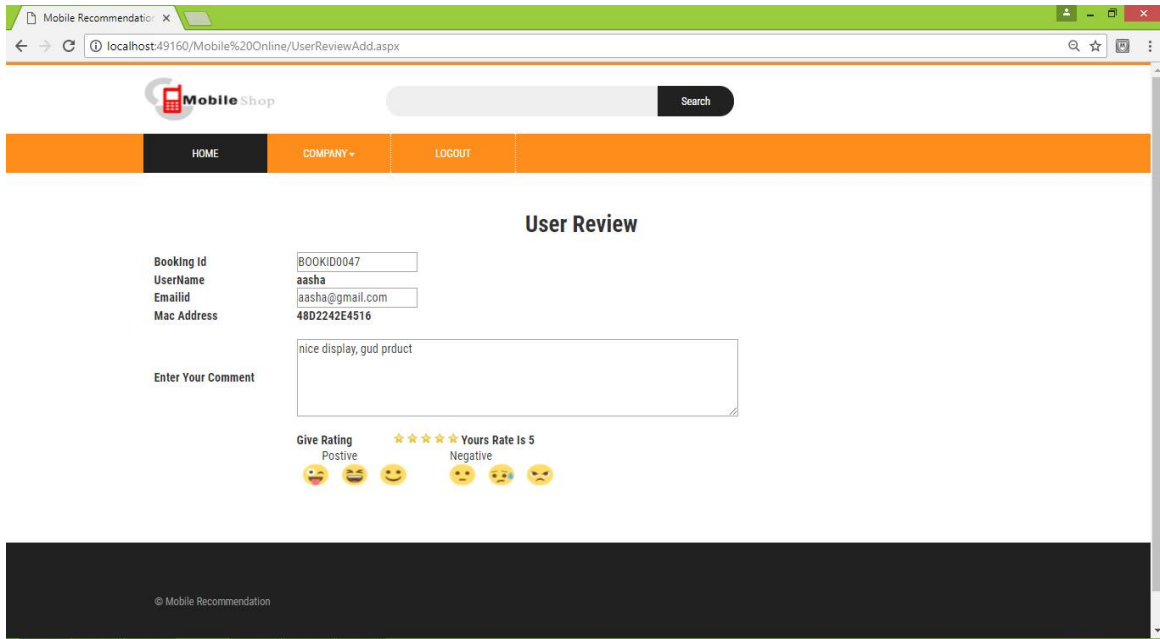 Mobile Recommendation
localhost:49160/Mobile%20Online/UserReviewAdd.aspx
Mobile Shop
Search
HOME COMPANY LOGOUT
User Review
Booking Id BOOKID0047
UserName aasha
Emailid aasha@gmail.com
Mac Address 48D2242E4516
nice display, gud prduct
Enter Your Comment
Give Rating Yours Rate Is 5
Postive Negative
© Mobile Recommendation